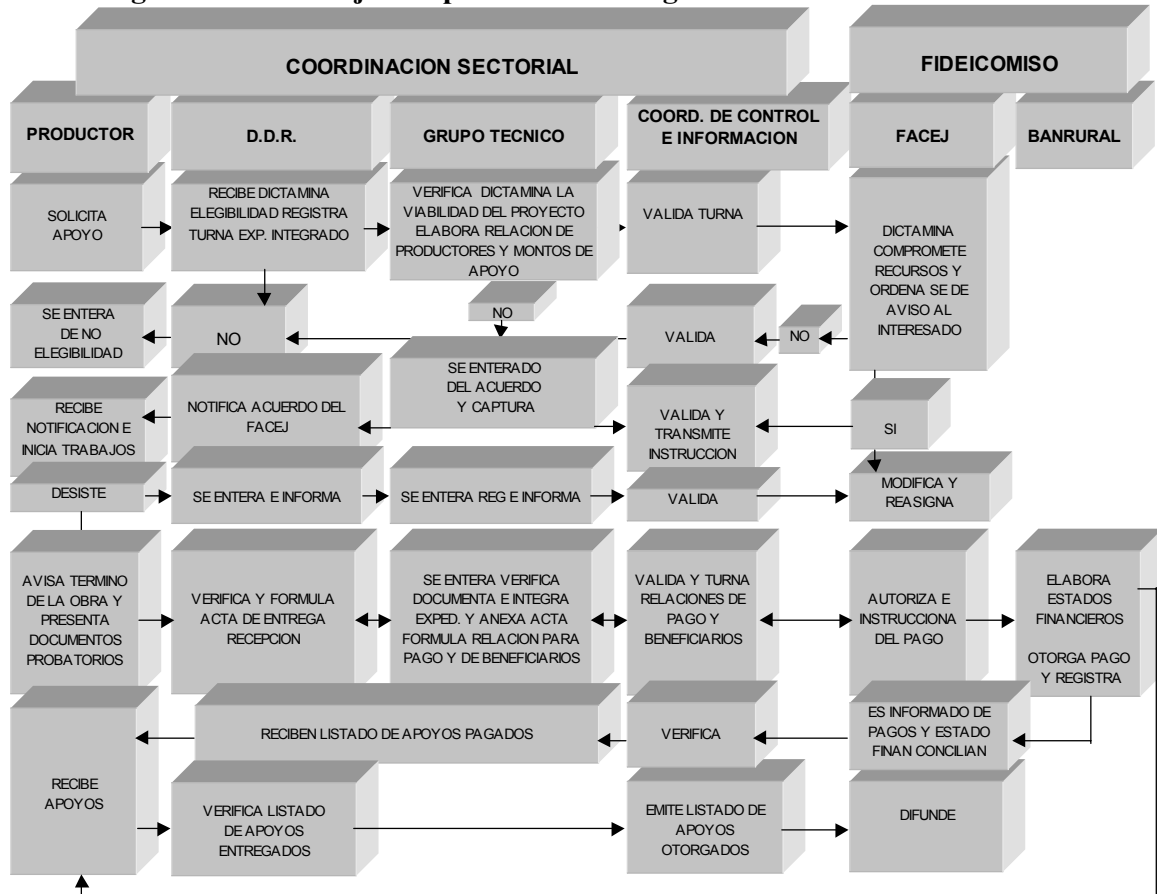 COORDINACION SECTORIAL
FIDEICOMISO
PRODUCTOR
D.D.R.
GRUPO TECNICO
COORD. DE CONTROL
E INFORMACION
FACEJ
BANRURAL
SOLICITA
APOYO
RECIBE DICTAMINA
ELEGIBILIDAD REGISTRA
TURNA EXP. INTEGRADO
VERIFICA DICTAMINA LA
VIABILIDAD DEL PROYECTO
ELABORA RELACION DE
PRODUCTORES Y MONTOS DE
APOYO
VALIDA TURNA
DICTAMINA
COMPROMETE
RECURSOS Y
ORDENA SE DE
AVISO AL
INTERESADO
SE ENTERA
DE NO
ELEGIBILIDAD
NO
NO
VALIDA
NO
SE ENTERADO
DEL ACUERDO
Y CAPTURA
RECIBE
NOTIFICACION E
INICIA TRABAJOS
NOTIFICA ACUERDO DEL
FACEJ
VALIDA Y
TRANSMITE
INSTRUCCION
SI
DESISTE
SE ENTERA E INFORMA
SE ENTERA REG E INFORMA
VALIDA
MODIFICA Y
REASIGNA
AVISA TERMINO
DE LA OBRA Y
PRESENTA
DOCUMENTOS
PROBATORIOS
VERIFICA Y FORMULA
ACTA DE ENTREGA
RECEPCION
SE ENTERA VERIFICA
DOCUMENTA E INTEGRA
EXPED. Y ANEXA ACTA
FORMULA RELACION PARA
PAGO Y DE BENEFICIARIOS
VALIDA Y TURNA
RELACIONES DE
PAGO Y
BENEFICIARIOS
AUTORIZA E
INSTRUCCIONA
DEL PAGO
ELABORA
ESTADOS
FINANCIEROS
OTORGA PAGO
Y REGISTRA
RECIBEN LISTADO DE APOYOS PAGADOS
VERIFICA
ES INFORMADO DE
PAGOS Y ESTADO
FINAN CONCILIAN
RECIBE
APOYOS
VERIFICA LISTADO
DE APOYOS
ENTREGADOS
EMITE LISTADO DE
APOYOS
OTORGADOS
DIFUNDE